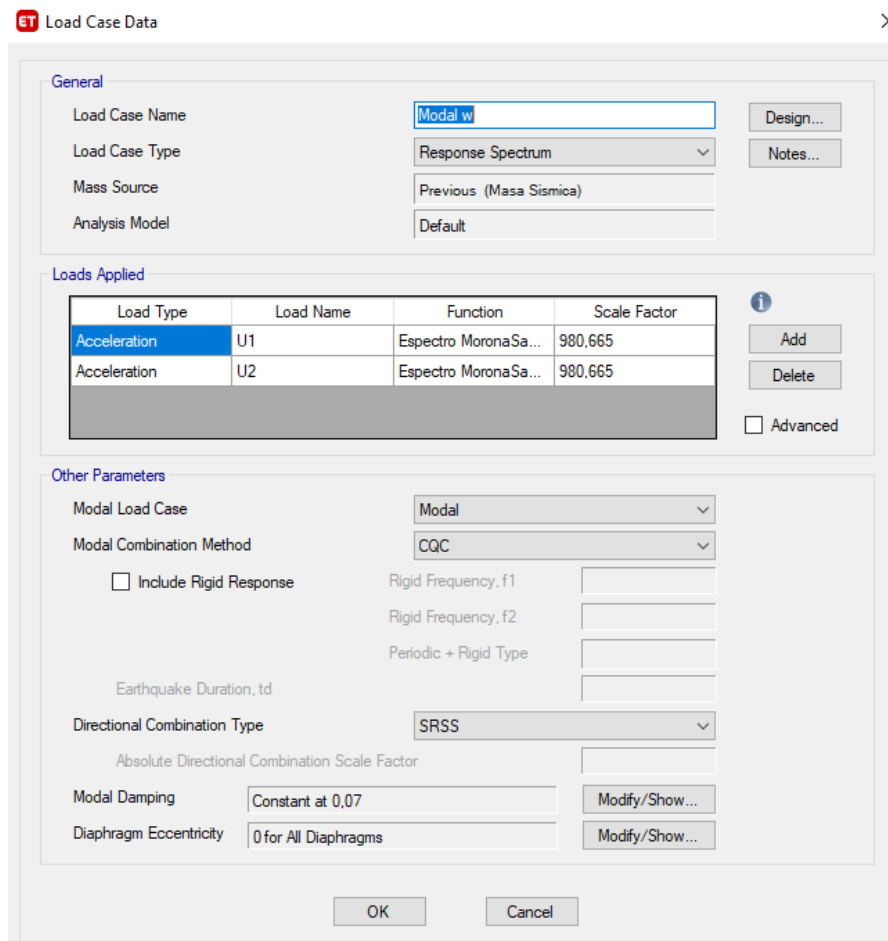 ET Load Case Data
General
Load Case Name Modal w Design...
Load Case Type Response Spectrum Notes...
Mass Source Previous (Masa Sismica)
Analysis Model Default
Loads Applied
Load Type Load Name Function Scale Factor
Acceleration U1 Espectro MoronaSa... 980,665 Add
Acceleration U2 Espectro MoronaSa... 980,665 Delete
Advanced
Other Parameters
Modal Load Case Modal
Modal Combination Method CQC
Include Rigid Response Rigid Frequency, f1
Rigid Frequency, f2
Periodic + Rigid Type
Earthquake Duration, td
Directional Combination Type SRSS
Absolute Directional Combination Scale Factor
Modal Damping Constant at 0,07 Modify/Show...
Diaphragm Eccentricity 0 for All Diaphragms Modify/Show...
OK Cancel